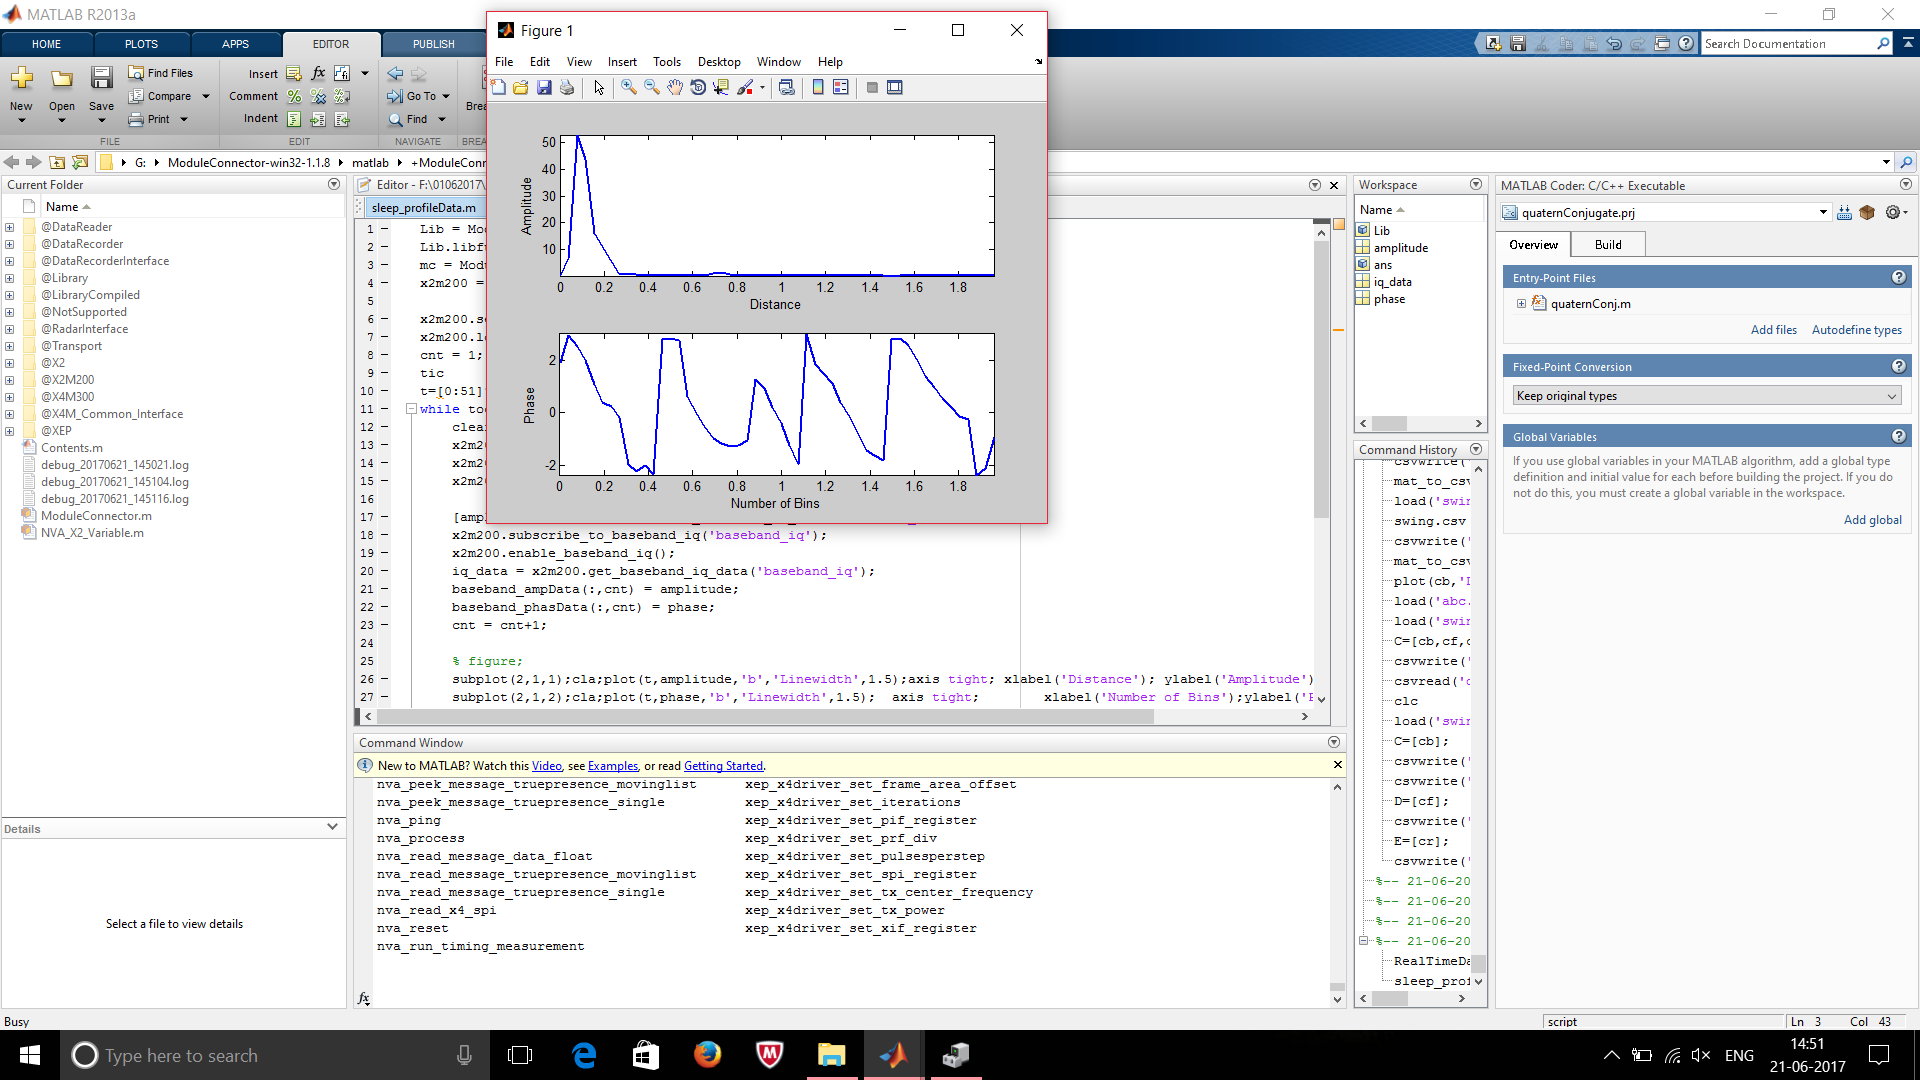 MATLAB R2013a
HOME PLOTS APPS EDITOR PUBLISH
Search Documentation
New
Open
Save
Find Files
Compare
Print
FILE
Insert
Comment
Indent
EDIT
Go To
Find
NAVIGATE
BREA
G: ModuleConnector-win32-1.1.8 matlab +ModuleConn
Current Folder
Name
@DataReader
@DataRecorder
@DataRecorderInterface
@Library
@LibraryCompiled
@NotSupported
@RadarInterface
@Transport
@X2
@X2M200
@X4M300
@X4M_Common_Interface
@XEP
Contents.m
debug_20170621_145021.log
debug_20170621_145104.log
debug_20170621_145116.log
ModuleConnector.m
NVA_X2_Variable.m
Details
Select a file to view details
Figure 1
File Edit View Insert Tools Desktop Window Help
50
40
30
20
10
Amplitude
0 0.2 0.4 0.6 0.8 1 1.2 1.4 1.6 1.8
Distance
2
0
-2
Phase
0 0.2 0.4 0.6 0.8 1 1.2 1.4 1.6 1.8
Number of Bins
Editor - F:\01062017\
sleep_profileData.m
1 Lib = Mod
2 Lib.libfu
3 mc = Modu
4 x2m200 =
5
6 x2m200.se
7 x2m200.lo
8 cnt = 1;
9 tic
10 t=[0:51]
11 while toc
12 clear
13 x2m20
14 x2m20
15 x2m20
16
17 [ampl
18 x2m200.subscribe_to_baseband_iq('baseband_iq');
19 x2m200.enable_baseband_iq();
20 iq_data = x2m200.get_baseband_iq_data('baseband_iq');
21 baseband_ampData(:,cnt) = amplitude;
22 baseband_phasData(:,cnt) = phase;
23 cnt = cnt+1;
24
25 % figure;
26 subplot(2,1,1);cla;plot(t,amplitude,'b','Linewidth',1.5);axis tight; xlabel('Distance'); ylabel('Amplitude')
27 subplot(2,1,2);cla;plot(t,phase,'b','Linewidth',1.5); axis tight; xlabel('Number of Bins');ylabel('P
Command Window
New to MATLAB? Watch this Video, see Examples, or read Getting Started.
nva_peek_message_truepresence_movinglist xep_x4driver_set_frame_area_offset
nva_peek_message_truepresence_single xep_x4driver_set_iterations
nva_ping xep_x4driver_set_pif_register
nva_process xep_x4driver_set_prf_div
nva_read_message_data_float xep_x4driver_set_pulsesperstep
nva_read_message_truepresence_movinglist xep_x4driver_set_spi_register
nva_read_message_truepresence_single xep_x4driver_set_tx_center_frequency
nva_read_x4_spi xep_x4driver_set_tx_power
nva_reset xep_x4driver_set_xif_register
nva_run_timing_measurement
fx
Workspace
Name
Lib
amplitude
ans
iq_data
phase
Command History
csvwrite('
mat_to_csv
load('swing
swing.csv
csvwrite('
mat_to_csv
plot(cb,'I
load('abc.
load('swin
C=[cb,cf,c
csvwrite('
csvread('c
clc
load('swin
C=[cb];
csvwrite('
csvwrite('
D=[cf];
csvwrite('
E=[cr];
csvwrite('
%-- 21-06-20
%-- 21-06-20
%-- 21-06-20
%-- 21-06-20
RealTimeDa
sleep_prof
MATLAB Coder: C/C++ Executable
quaternConjugate.prj
Overview Build
Entry-Point Files
quaternConj.m
Add files Autodefine types
Fixed-Point Conversion
Keep original types
Global Variables
If you use global variables in your MATLAB algorithm, add a global type
definition and initial value for each before building the project. If you do
not do this, you must create a global variable in the workspace.
Add global
Busy
script Ln 3 Col 43
Type here to search
ENG
14:51
21-06-2017